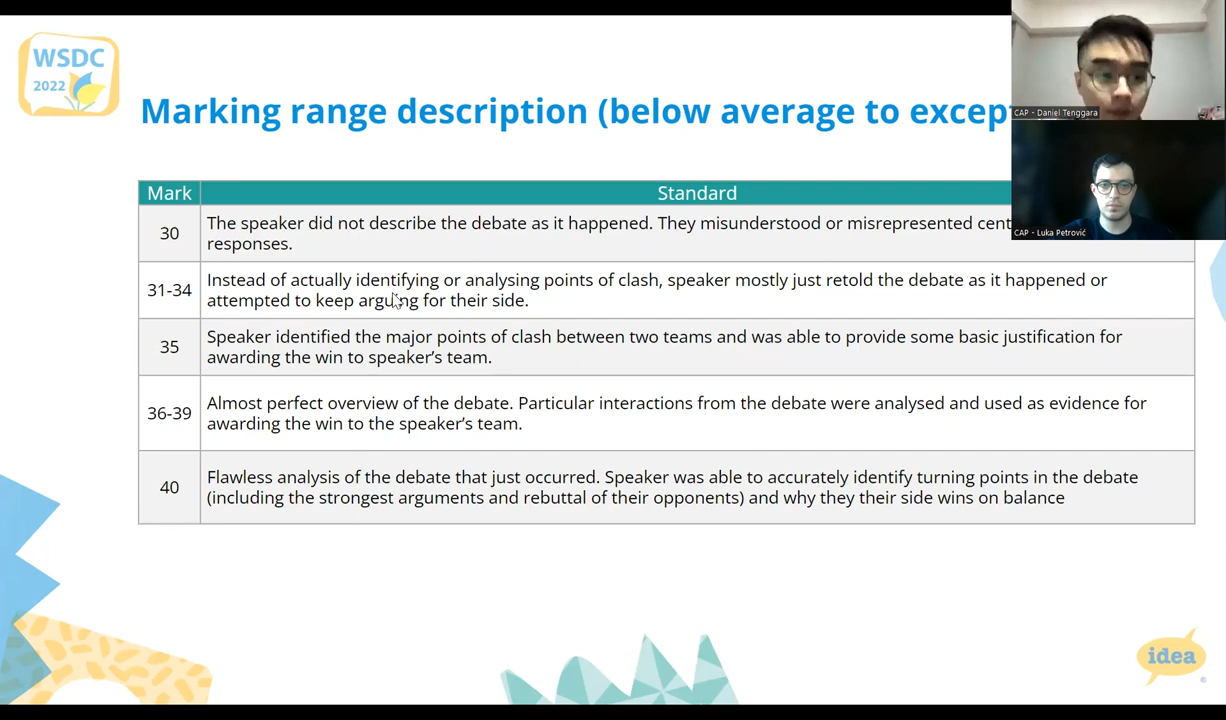 WSDC
2022
Marking range description (below average to excep
CAP - Daniel Tenggara
CAP - Luka Petrović
Mark Standard
30 The speaker did not describe the debate as it happened. They misunderstood or misrepresented
responses.
31-34 Instead of actually identifying or analysing points of clash, speaker mostly just retold the debate as it happened or
attempted to keep arguing for their side.
35 Speaker identified the major points of clash between two teams and was able to provide some basic justification for
awarding the win to speaker's team.
36-39 Almost perfect overview of the debate. Particular interactions from the debate were analysed and used as evidence for
awarding the win to the speaker's team.
40 Flawless analysis of the debate that just occurred. Speaker was able to accurately identify turning points in the debate
(including the strongest arguments and rebuttal of their opponents) and why they their side wins on balance
idea